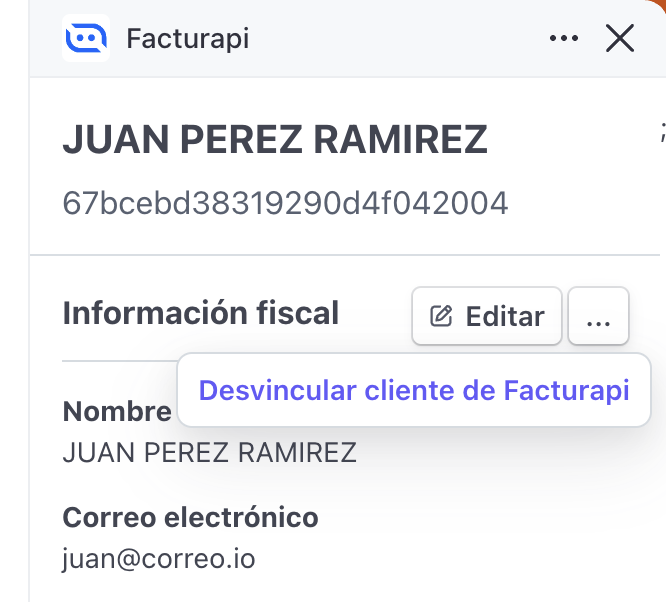 Facturapi
JUAN PEREZ RAMIREZ
67bcebd38319290d4f042004
Información fiscal
Editar
...
Desvincular cliente de Facturapi
Nombre
JUAN PEREZ RAMIREZ
Correo electrónico
juan@correo.io